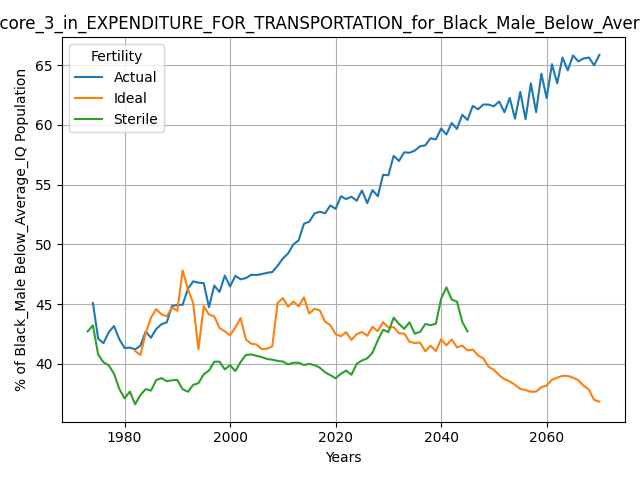 core_3_in_EXPENDITURE_FOR_TRANSPORTATION_for_Black_Male_Below_Aver
Fertility
Actual
Ideal
Sterile
% of Black_Male Below_Average_IQ Population
65
60
55
50
45
40
1980 2000 2020 2040 2060
Years